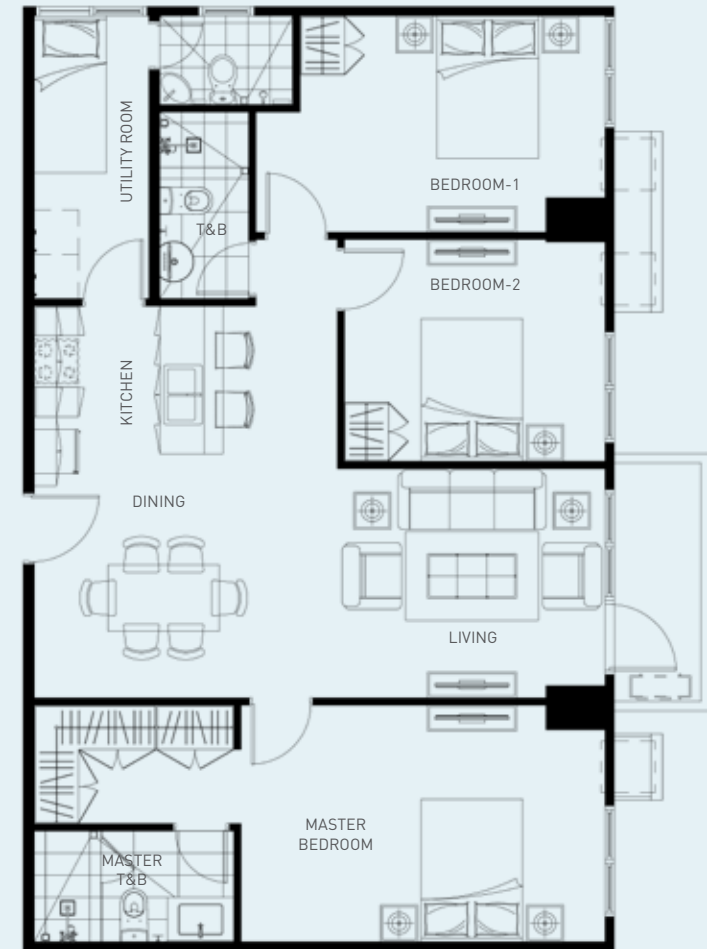 UTILITY ROOM
BEDROOM-1
T&B
BEDROOM-2
KITCHEN
DINING
LIVING
MASTER
BEDROOM
MASTER
T&B